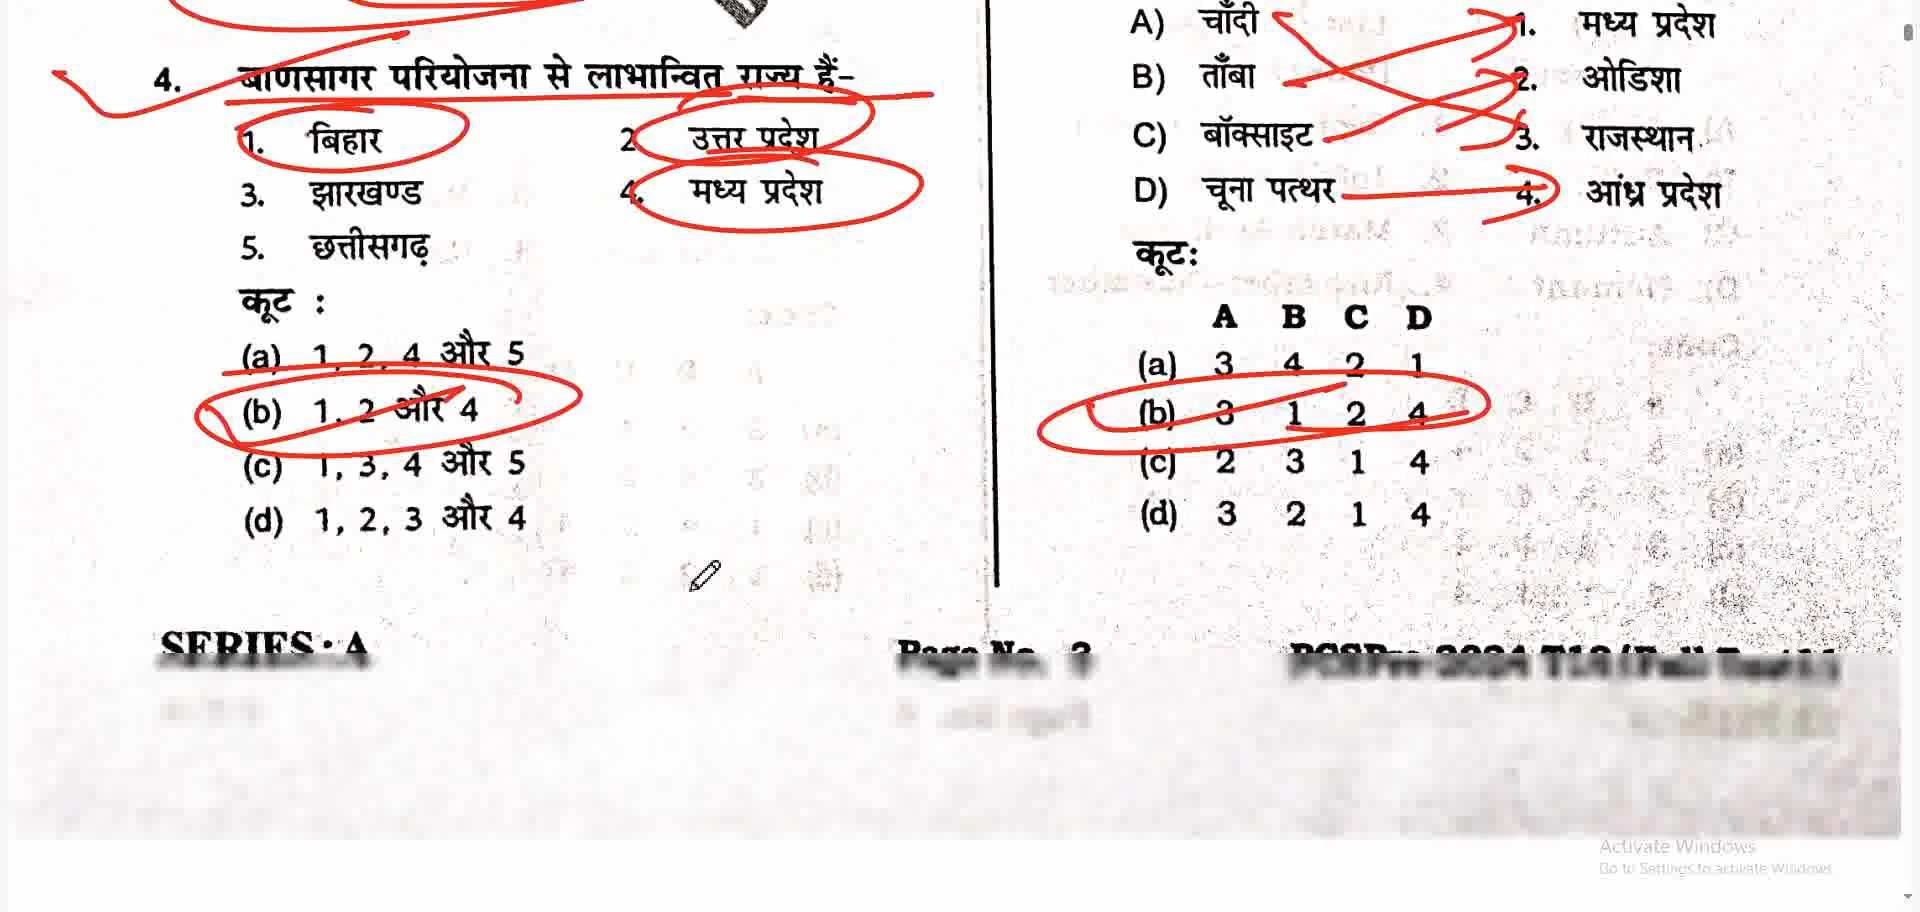 4. बाणसागर परियोजना से लाभान्वित राज्य हैं-
1. बिहार 2. उत्तर प्रदेश
3. झारखण्ड 4. मध्य प्रदेश
5. छत्तीसगढ़
कूट :
(a) 1, 2, 4 और 5
(b) 1, 2 और 4
(c) 1, 3, 4 और 5
(d) 1, 2, 3 और 4
A) चाँदी 1. मध्य प्रदेश
B) ताँबा 2. ओडिशा
C) बॉक्साइट 3. राजस्थान
D) चूना पत्थर 4. आंध्र प्रदेश
कूट:
A B C D
(a) 3 4 2 1
(b) 3 1 2 4
(c) 2 3 1 4
(d) 3 2 1 4
SERIES : A Page No. 3
Activate Windows
Go to Settings to activate Windows.